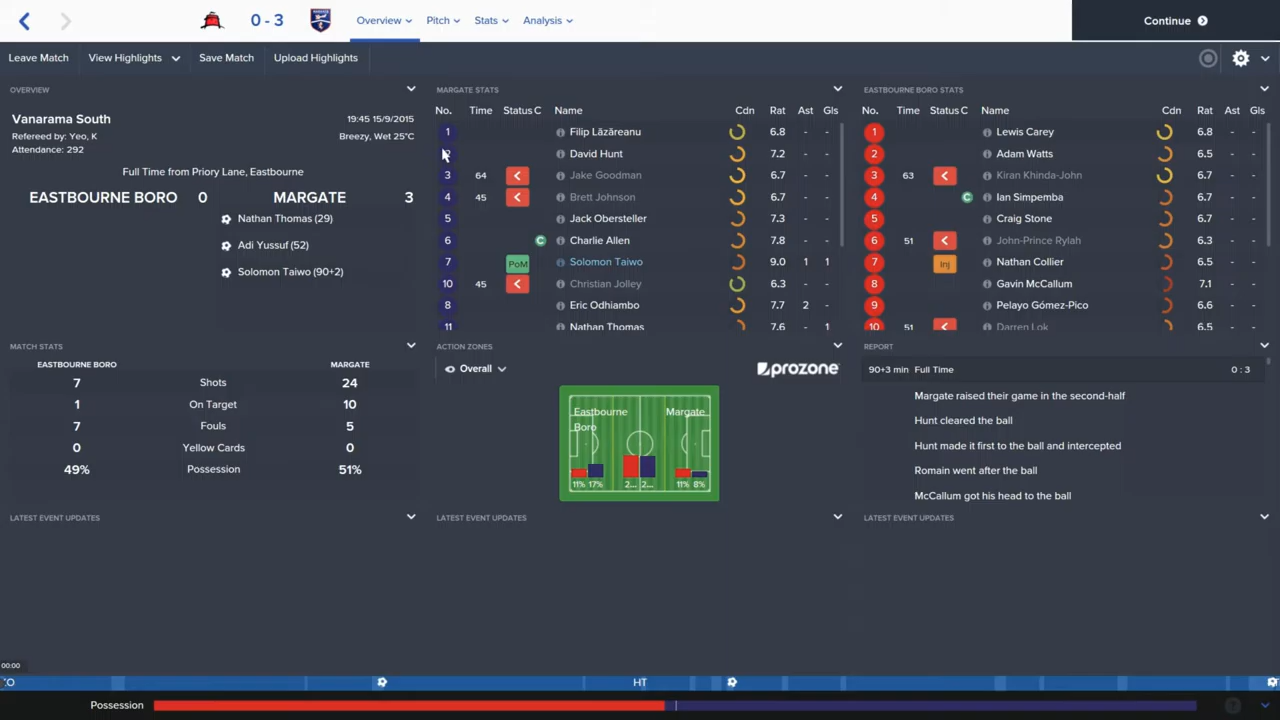 0 - 3
Overview
Pitch
Stats
Analysis
Continue
Leave Match
View Highlights
Save Match
Upload Highlights
OVERVIEW
Vanarama South
19:45 15/9/2015
Refereed by: Yeo, K
Breezy, Wet 25°C
Attendance: 292
Full Time from Priory Lane, Eastbourne
EASTBOURNE BORO 0 MARGATE 3
Nathan Thomas (29)
Adi Yussuf (52)
Solomon Taiwo (90+2)
MARGATE STATS
No. Time Status C Name Cdn Rat Ast Gls
1 Filip Lăzăreanu 6.8 - -
David Hunt 7.2 - -
3 64 Jake Goodman 6.7 - -
4 45 Brett Johnson 6.7 - -
5 Jack Obersteller 7.3 - -
6 C Charlie Allen 7.8 - -
7 PoM Solomon Taiwo 9.0 1 1
10 45 Christian Jolley 6.3 - -
8 Eric Odhiambo 7.7 2 -
11 Nathan Thomas 7.6 - 1
EASTBOURNE BORO STATS
No. Time Status C Name Cdn Rat Ast Gls
1 Lewis Carey 6.8 - -
2 Adam Watts 6.5 - -
3 63 Kiran Khinda-John 6.7 - -
4 C Ian Simpemba 6.7 - -
5 Craig Stone 6.7 - -
6 51 John-Prince Rylah 6.3 - -
7 Inj Nathan Collier 6.5 - -
8 Gavin McCallum 7.1 - -
9 Pelayo Gómez-Pico 6.6 - -
10 51 Darren Lok 6.5 - -
MATCH STATS
EASTBOURNE BORO MARGATE
7 Shots 24
1 On Target 10
7 Fouls 5
0 Yellow Cards 0
49% Possession 51%
ACTION ZONES
Overall
prozone
Eastbourne Boro
Margate
11% 17% 2... 2... 11% 8%
REPORT
90+3 min Full Time 0 : 3
Margate raised their game in the second-half
Hunt cleared the ball
Hunt made it first to the ball and intercepted
Romain went after the ball
McCallum got his head to the ball
LATEST EVENT UPDATES
LATEST EVENT UPDATES
LATEST EVENT UPDATES
00:00
HT
Possession